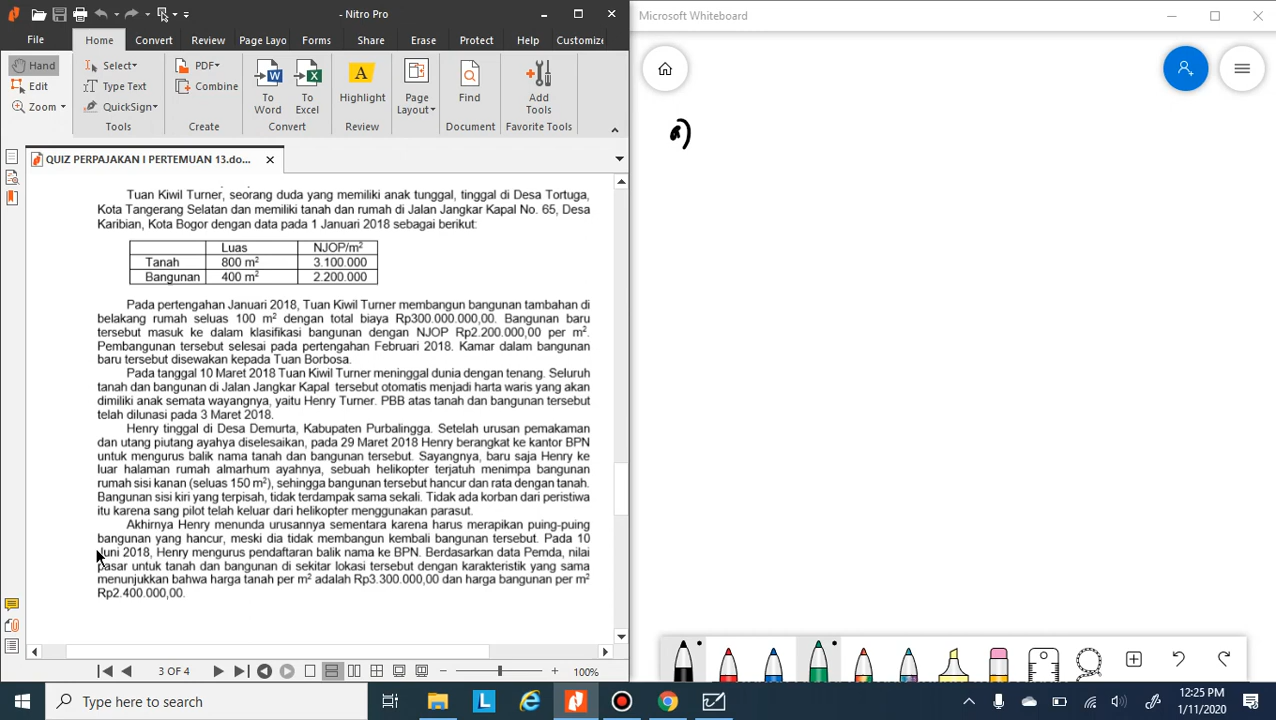 QUIZ PERPAJAKAN I PERTEMUAN 13.docx - Nitro Pro
Microsoft Whiteboard
File
Home
Convert
Review
Page Layo
Forms
Share
Erase
Protect
Help
Customize
Hand
Edit
Zoom
Select
Type Text
QuickSign
Tools
PDF
Combine
To Word
To Excel
Create
Convert
Highlight
Review
Page Layout
Find
Document
Add Tools
Favorite Tools
QUIZ PERPAJAKAN I PERTEMUAN 13.do...
a)
Tuan Kiwil Turner, seorang duda yang memiliki anak tunggal, tinggal di Desa Tortuga,
Kota Tangerang Selatan dan memiliki tanah dan rumah di Jalan Jangkar Kapal No. 65, Desa
Karibian, Kota Bogor dengan data pada 1 Januari 2018 sebagai berikut:
Luas NJOP/m²
Tanah 800 m² 3.100.000
Bangunan 400 m² 2.200.000
Pada pertengahan Januari 2018, Tuan Kiwil Turner membangun bangunan tambahan di
belakang rumah seluas 100 m² dengan total biaya Rp300.000.000,00. Bangunan baru
tersebut masuk ke dalam klasifikasi bangunan dengan NJOP Rp2.200.000,00 per m².
Pembangunan tersebut selesai pada pertengahan Februari 2018. Kamar dalam bangunan
baru tersebut disewakan kepada Tuan Borbosa.
Pada tanggal 10 Maret 2018 Tuan Kiwil Turner meninggal dunia dengan tenang. Seluruh
tanah dan bangunan di Jalan Jangkar Kapal tersebut otomatis menjadi harta waris yang akan
dimiliki anak semata wayangnya, yaitu Henry Turner. PBB atas tanah dan bangunan tersebut
telah dilunasi pada 3 Maret 2018.
Henry tinggal di Desa Demurta, Kabupaten Purbalingga. Setelah urusan pemakaman
dan utang piutang ayahnya diselesaikan, pada 29 Maret 2018 Henry berangkat ke kantor BPN
untuk mengurus balik nama tanah dan bangunan tersebut. Sayangnya, baru saja Henry ke
luar halaman rumah almarhum ayahnya, sebuah helikopter terjatuh menimpa bangunan
rumah sisi kanan (seluas 150 m²), sehingga bangunan tersebut hancur dan rata dengan tanah.
Bangunan sisi kiri yang terpisah, tidak terdampak sama sekali. Tidak ada korban dari peristiwa
itu karena sang pilot telah keluar dari helikopter menggunakan parasut.
Akhirnya Henry menunda urusannya sementara karena harus merapikan puing-puing
bangunan yang hancur, meski dia tidak membangun kembali bangunan tersebut. Pada 10
Juni 2018, Henry mengurus pendaftaran balik nama ke BPN. Berdasarkan data Pemda, nilai
pasar untuk tanah dan bangunan di sekitar lokasi tersebut dengan karakteristik yang sama
menunjukkan bahwa harga tanah per m² adalah Rp3.300.000,00 dan harga bangunan per m²
Rp2.400.000,00.
3 OF 4
100%
Type here to search
12:25 PM
1/11/2020